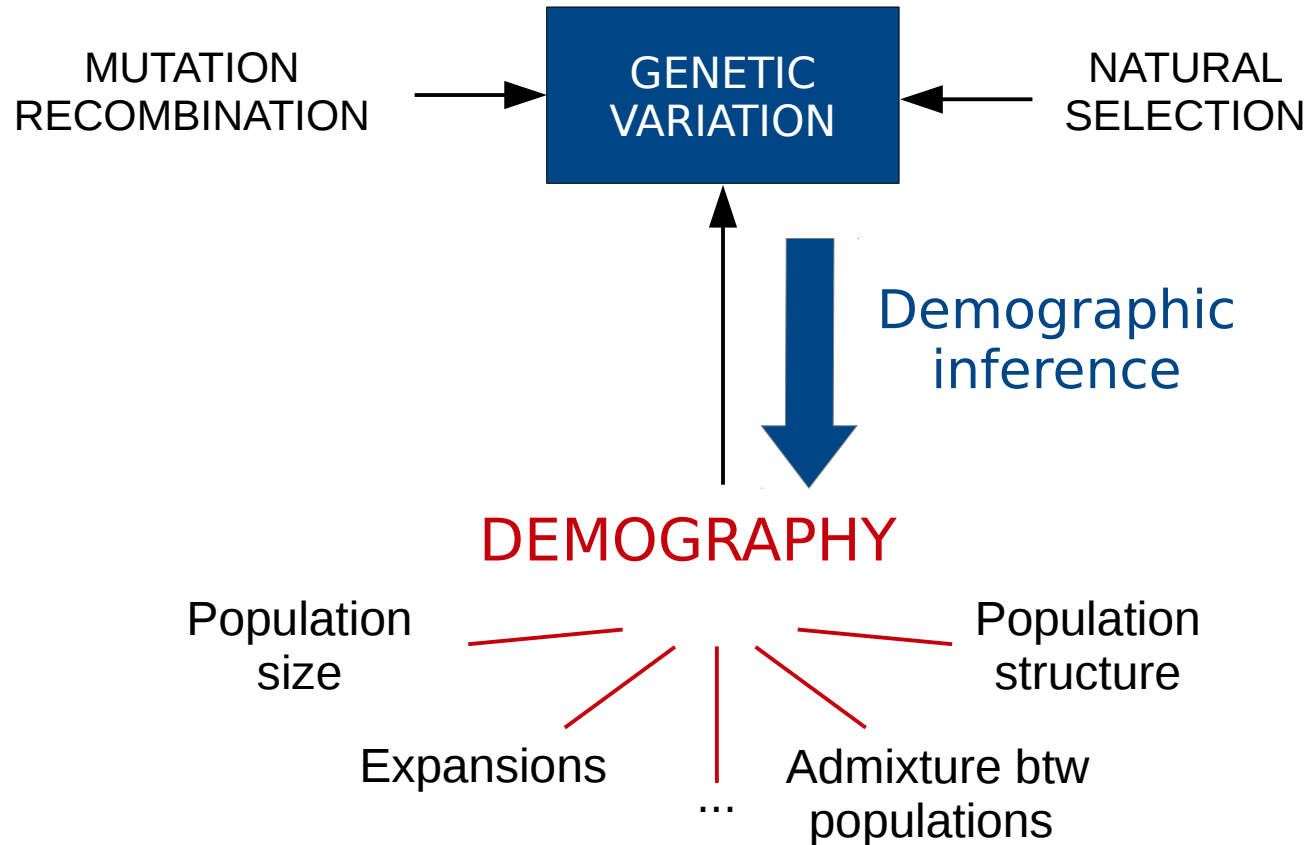 MUTATION
RECOMBINATION
GENETIC
VARIATION
NATURAL
SELECTION
Demographic
inference
DEMOGRAPHY
Population
size
Population
structure
Expansions
...
Admixture btw
populations